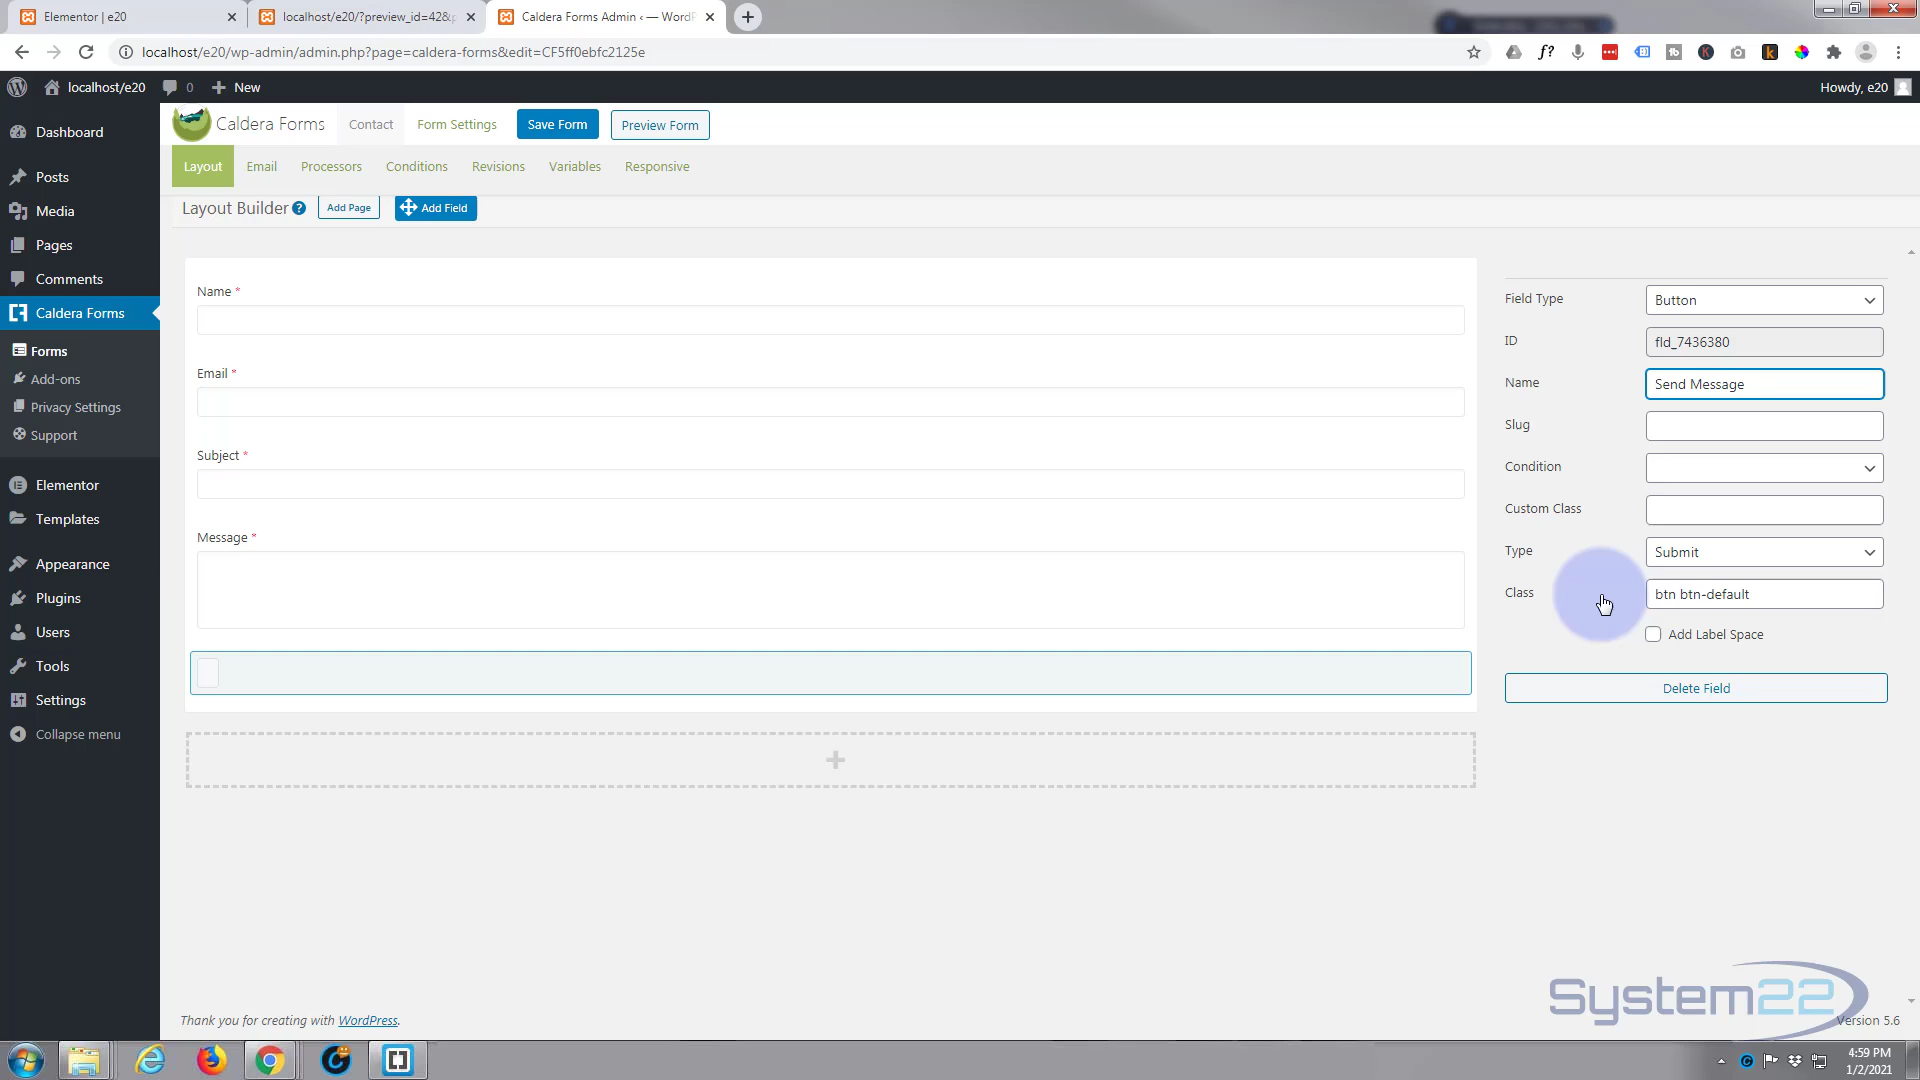 Elementor | e20
localhost/e20/?preview_id=42&
Caldera Forms Admin ‹ — WordP
localhost/e20/wp-admin/admin.php?page=caldera-forms&edit=CF5ff0ebfc2125e
localhost/e20
0
New
Howdy, e20
Dashboard
Posts
Media
Pages
Comments
Caldera Forms
Forms
Add-ons
Privacy Settings
Support
Elementor
Templates
Appearance
Plugins
Users
Tools
Settings
Collapse menu
Caldera Forms
Contact
Form Settings
Save Form
Preview Form
Layout
Email
Processors
Conditions
Revisions
Variables
Responsive
Layout Builder ?
Add Page
Add Field
Name *
Email *
Subject *
Message *
Field Type
Button
ID
fld_7436380
Name
Send Message
Slug
Condition
Custom Class
Type
Submit
Class
btn btn-default
Add Label Space
Delete Field
Thank you for creating with WordPress.
System22
Version 5.6
4:59 PM
1/2/2021